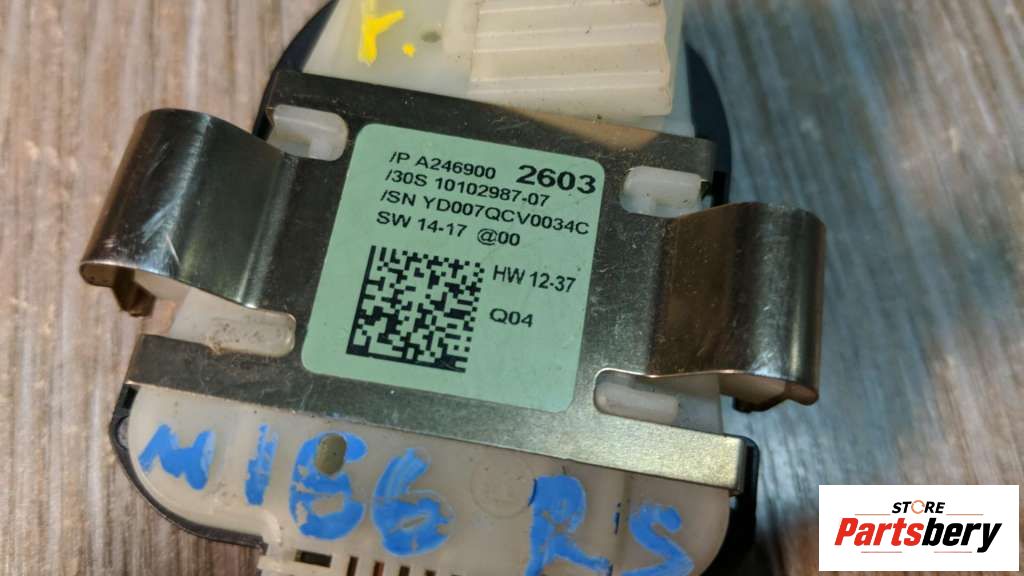 /P A246900 2603
/30S 10102987-07
/SN YD007QCV0034C
SW 14-17 @00
HW 12-37
Q04
M166 RS
STORE
Partsbery